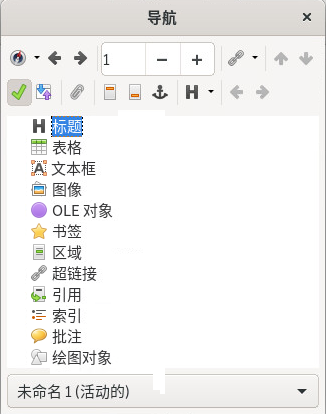 导航
1
标题
表格
文本框
图像
OLE 对象
书签
区域
超链接
引用
索引
批注
绘图对象
未命名 1 (活动的)